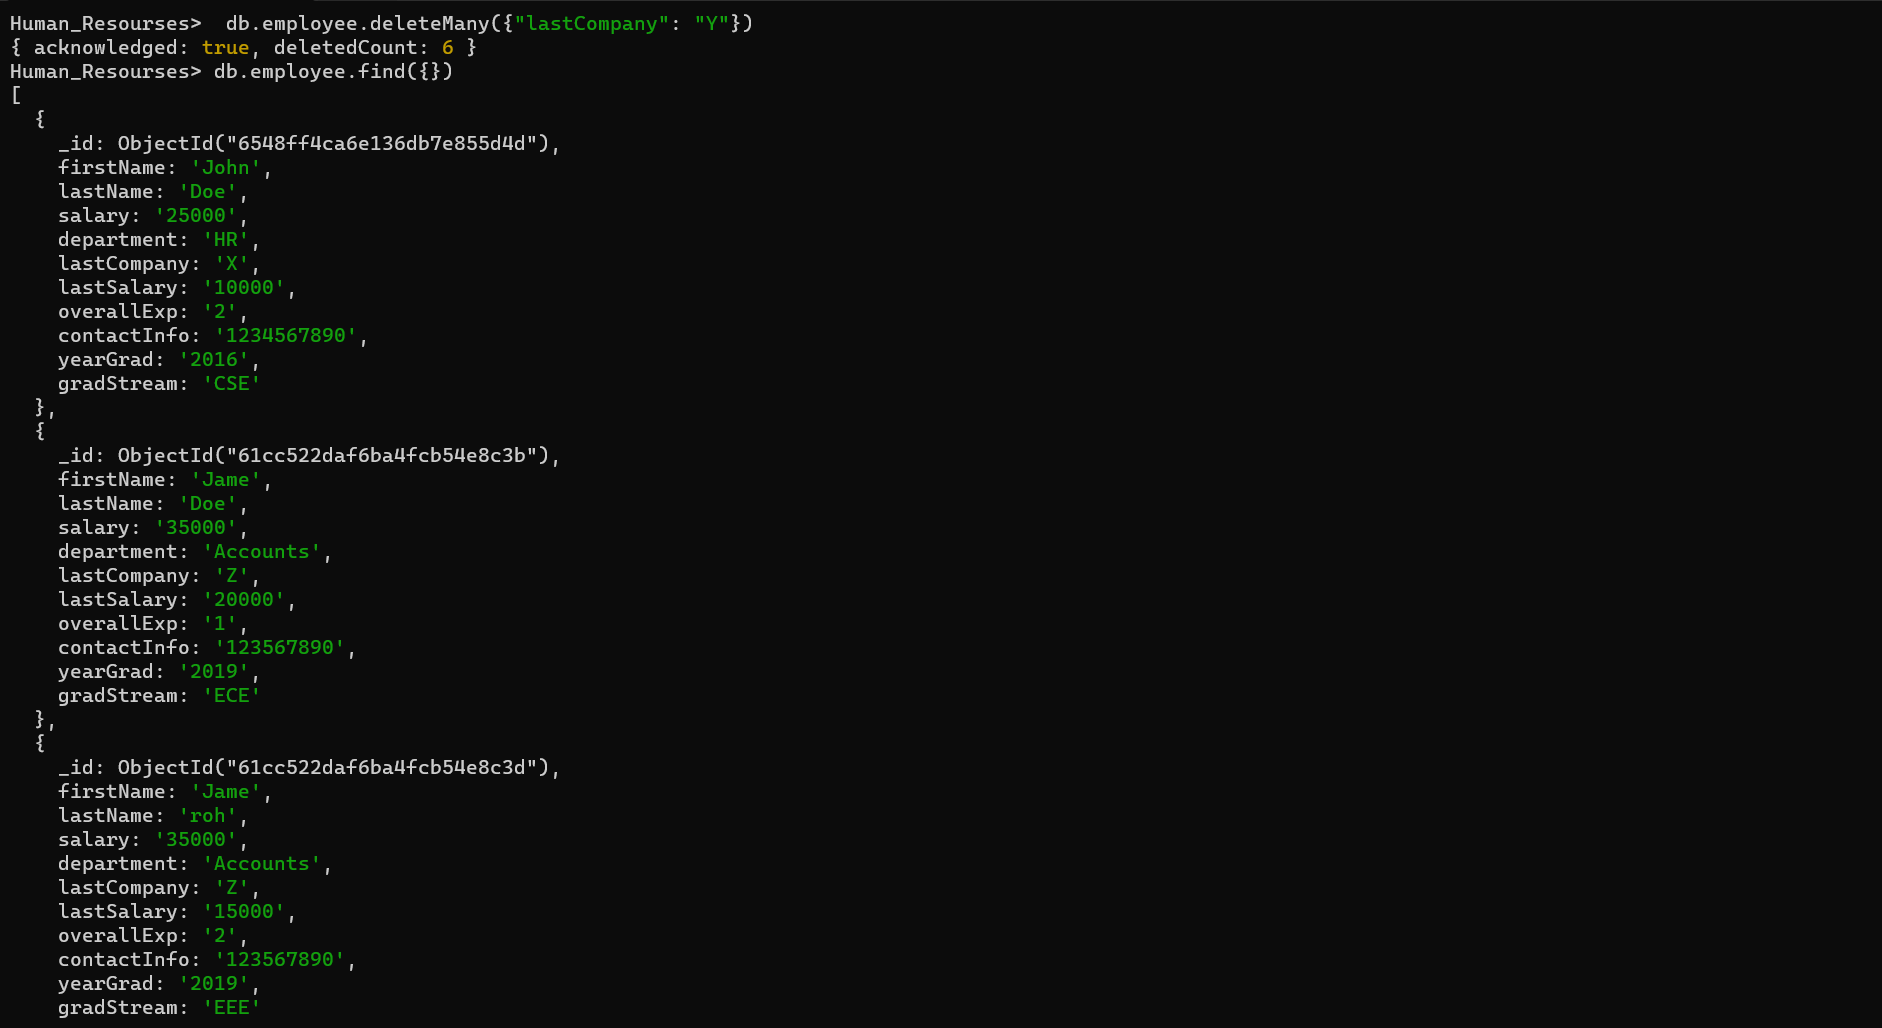 Human_Resourses>  db.employee.deleteMany({"lastCompany": "Y"})
{ acknowledged: true, deletedCount: 6 }
Human_Resourses> db.employee.find({})
[
  {
    _id: ObjectId("6548ff4ca6e136db7e855d4d"),
    firstName: 'John',
    lastName: 'Doe',
    salary: '25000',
    department: 'HR',
    lastCompany: 'X',
    lastSalary: '10000',
    overallExp: '2',
    contactInfo: '1234567890',
    yearGrad: '2016',
    gradStream: 'CSE'
  },
  {
    _id: ObjectId("61cc522daf6ba4fcb54e8c3b"),
    firstName: 'Jame',
    lastName: 'Doe',
    salary: '35000',
    department: 'Accounts',
    lastCompany: 'Z',
    lastSalary: '20000',
    overallExp: '1',
    contactInfo: '123567890',
    yearGrad: '2019',
    gradStream: 'ECE'
  },
  {
    _id: ObjectId("61cc522daf6ba4fcb54e8c3d"),
    firstName: 'Jame',
    lastName: 'roh',
    salary: '35000',
    department: 'Accounts',
    lastCompany: 'Z',
    lastSalary: '15000',
    overallExp: '2',
    contactInfo: '123567890',
    yearGrad: '2019',
    gradStream: 'EEE'